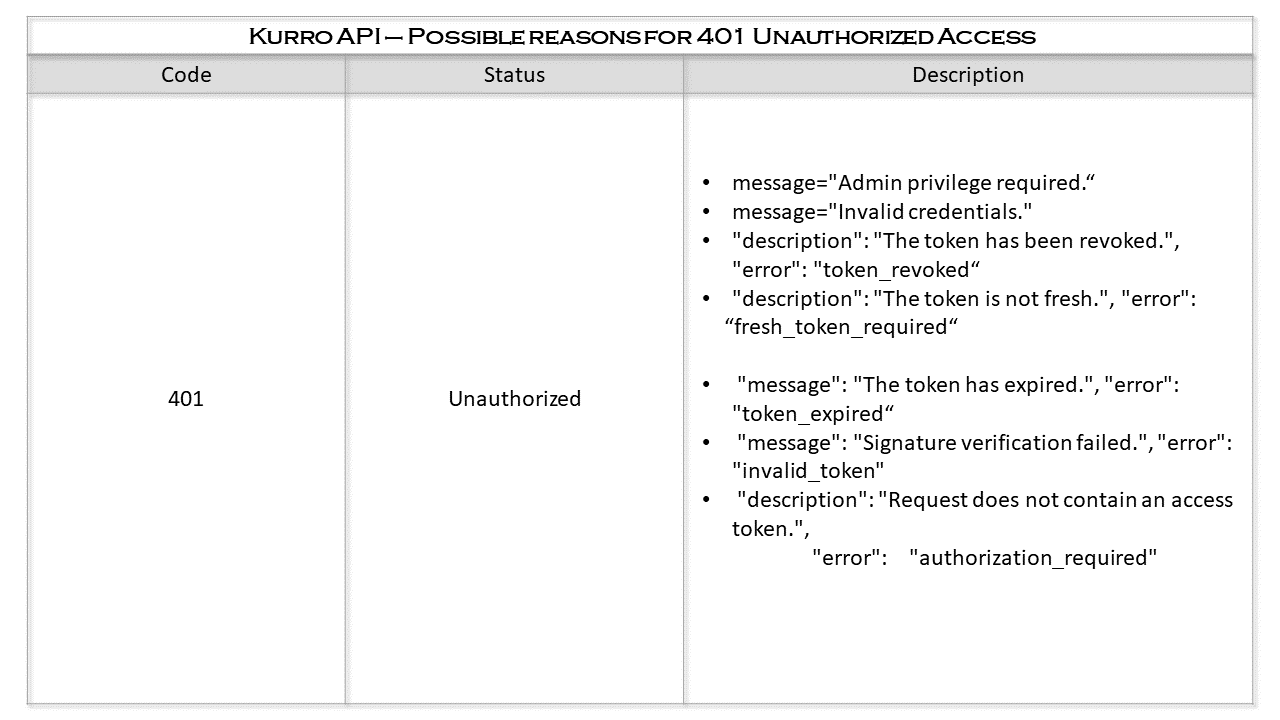 KURRO API – POSSIBLE REASONS FOR 401 UNAUTHORIZED ACCESS
Code Status Description
• message="Admin privilege required.“
• message="Invalid credentials."
• "description": "The token has been revoked.",
"error": "token_revoked“
• "description": "The token is not fresh.", "error":
“fresh_token_required“
401 Unauthorized
• "message": "The token has expired.", "error":
"token_expired“
• "message": "Signature verification failed.", "error":
"invalid_token"
• "description": "Request does not contain an access
token.",
"error": "authorization_required"